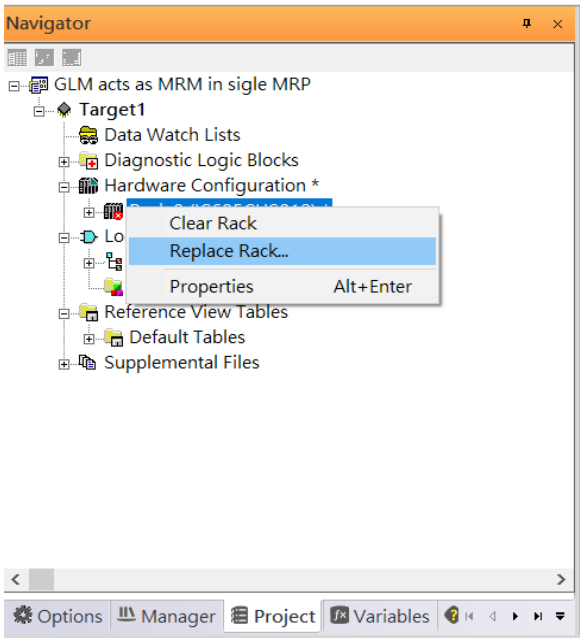 Navigator
GLM acts as MRM in sigle MRP
Target1
Data Watch Lists
Diagnostic Logic Blocks
Hardware Configuration *
Clear Rack
Lo
Replace Rack...
Properties Alt+Enter
Reference View Tables
Default Tables
Supplemental Files
Options Manager Project Variables